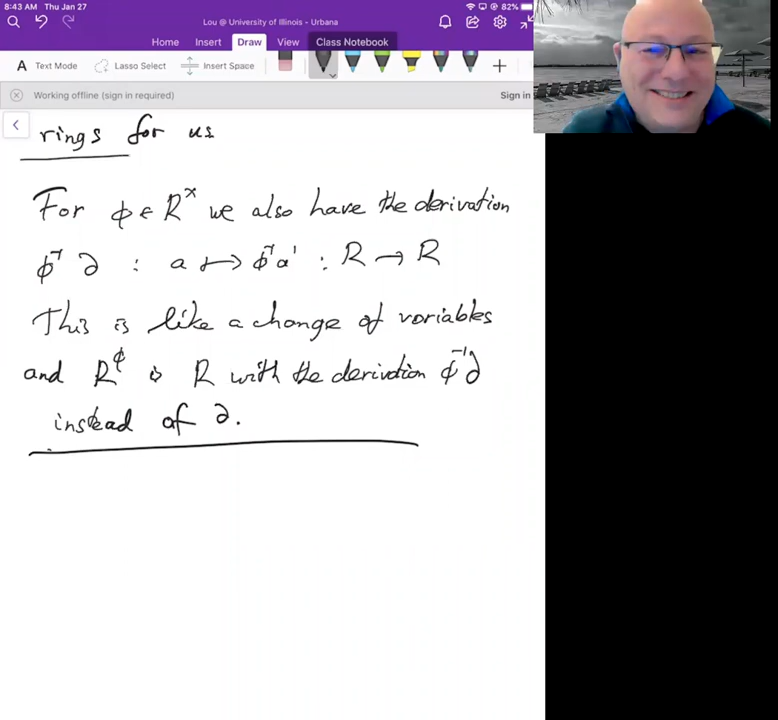 8:43 AM Thu Jan 27
82%
Lou @ University of Illinois - Urbana
Home Insert Draw View Class Notebook
A Text Mode Lasso Select Insert Space
Working offline (sign in required) Sign in
rings for us
For ϕ ∈ R^× we also have the derivation
ϕ⁻¹ ∂ : a ↦ ϕ⁻¹a' : R → R
This is like a change of variables
and R^ϕ is R with the derivation ϕ⁻¹∂
instead of ∂.